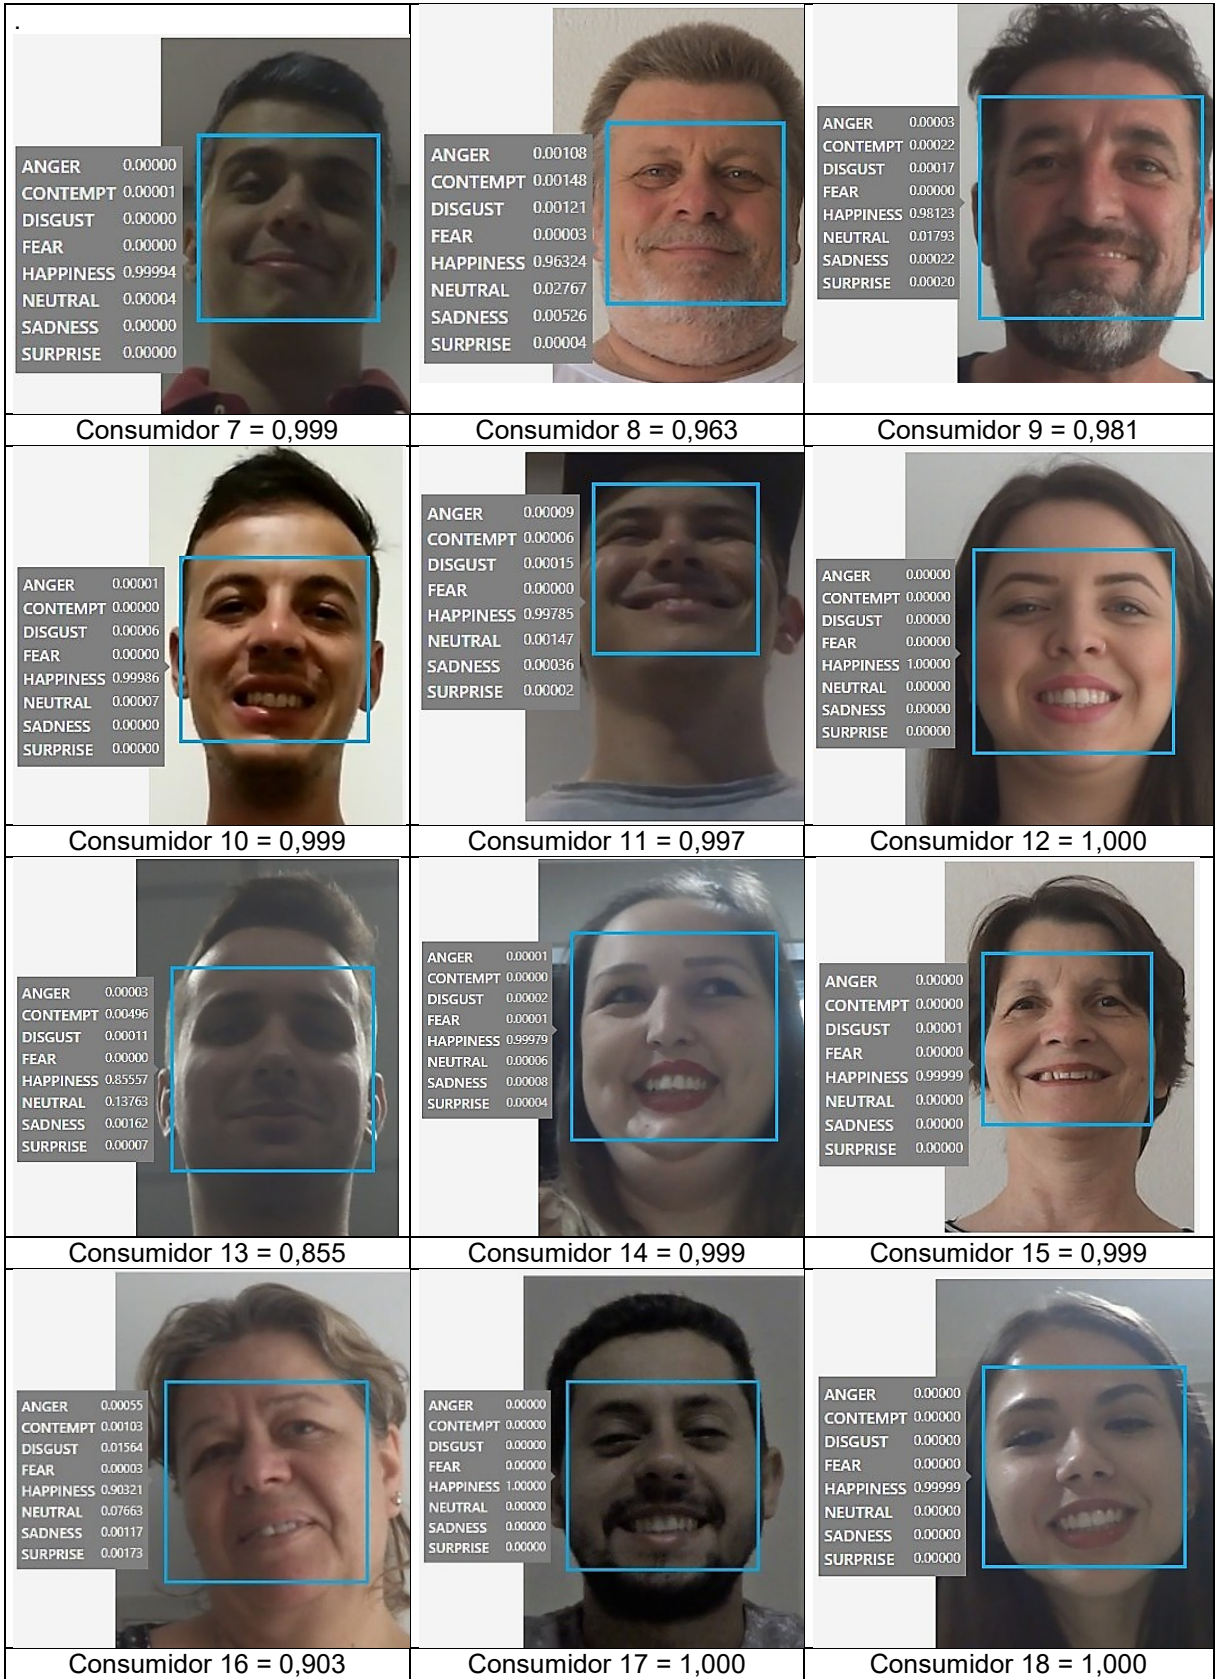 .
ANGER 0.00000
CONTEMPT 0.00001
DISGUST 0.00000
FEAR 0.00000
HAPPINESS 0.99994
NEUTRAL 0.00004
SADNESS 0.00000
SURPRISE 0.00000
ANGER 0.00108
CONTEMPT 0.00148
DISGUST 0.00121
FEAR 0.00003
HAPPINESS 0.96324
NEUTRAL 0.02767
SADNESS 0.00526
SURPRISE 0.00004
ANGER 0.00003
CONTEMPT 0.00022
DISGUST 0.00017
FEAR 0.00000
HAPPINESS 0.98123
NEUTRAL 0.01793
SADNESS 0.00022
SURPRISE 0.00020
Consumidor 7 = 0,999
Consumidor 8 = 0,963
Consumidor 9 = 0,981
ANGER 0.00001
CONTEMPT 0.00000
DISGUST 0.00006
FEAR 0.00000
HAPPINESS 0.99986
NEUTRAL 0.00007
SADNESS 0.00000
SURPRISE 0.00000
ANGER 0.00009
CONTEMPT 0.00006
DISGUST 0.00015
FEAR 0.00000
HAPPINESS 0.99785
NEUTRAL 0.00147
SADNESS 0.00036
SURPRISE 0.00002
ANGER 0.00000
CONTEMPT 0.00000
DISGUST 0.00000
FEAR 0.00000
HAPPINESS 1.00000
NEUTRAL 0.00000
SADNESS 0.00000
SURPRISE 0.00000
Consumidor 10 = 0,999
Consumidor 11 = 0,997
Consumidor 12 = 1,000
ANGER 0.00003
CONTEMPT 0.00496
DISGUST 0.00011
FEAR 0.00000
HAPPINESS 0.85557
NEUTRAL 0.13763
SADNESS 0.00162
SURPRISE 0.00007
ANGER 0.00001
CONTEMPT 0.00000
DISGUST 0.00002
FEAR 0.00001
HAPPINESS 0.99979
NEUTRAL 0.00006
SADNESS 0.00008
SURPRISE 0.00004
ANGER 0.00000
CONTEMPT 0.00000
DISGUST 0.00001
FEAR 0.00000
HAPPINESS 0.99999
NEUTRAL 0.00000
SADNESS 0.00000
SURPRISE 0.00000
Consumidor 13 = 0,855
Consumidor 14 = 0,999
Consumidor 15 = 0,999
ANGER 0.00055
CONTEMPT 0.00103
DISGUST 0.01564
FEAR 0.00003
HAPPINESS 0.90321
NEUTRAL 0.07663
SADNESS 0.00117
SURPRISE 0.00173
ANGER 0.00000
CONTEMPT 0.00000
DISGUST 0.00000
FEAR 0.00000
HAPPINESS 1.00000
NEUTRAL 0.00000
SADNESS 0.00000
SURPRISE 0.00000
ANGER 0.00000
CONTEMPT 0.00000
DISGUST 0.00000
FEAR 0.00000
HAPPINESS 0.99999
NEUTRAL 0.00000
SADNESS 0.00000
SURPRISE 0.00000
Consumidor 16 = 0,903
Consumidor 17 = 1,000
Consumidor 18 = 1,000